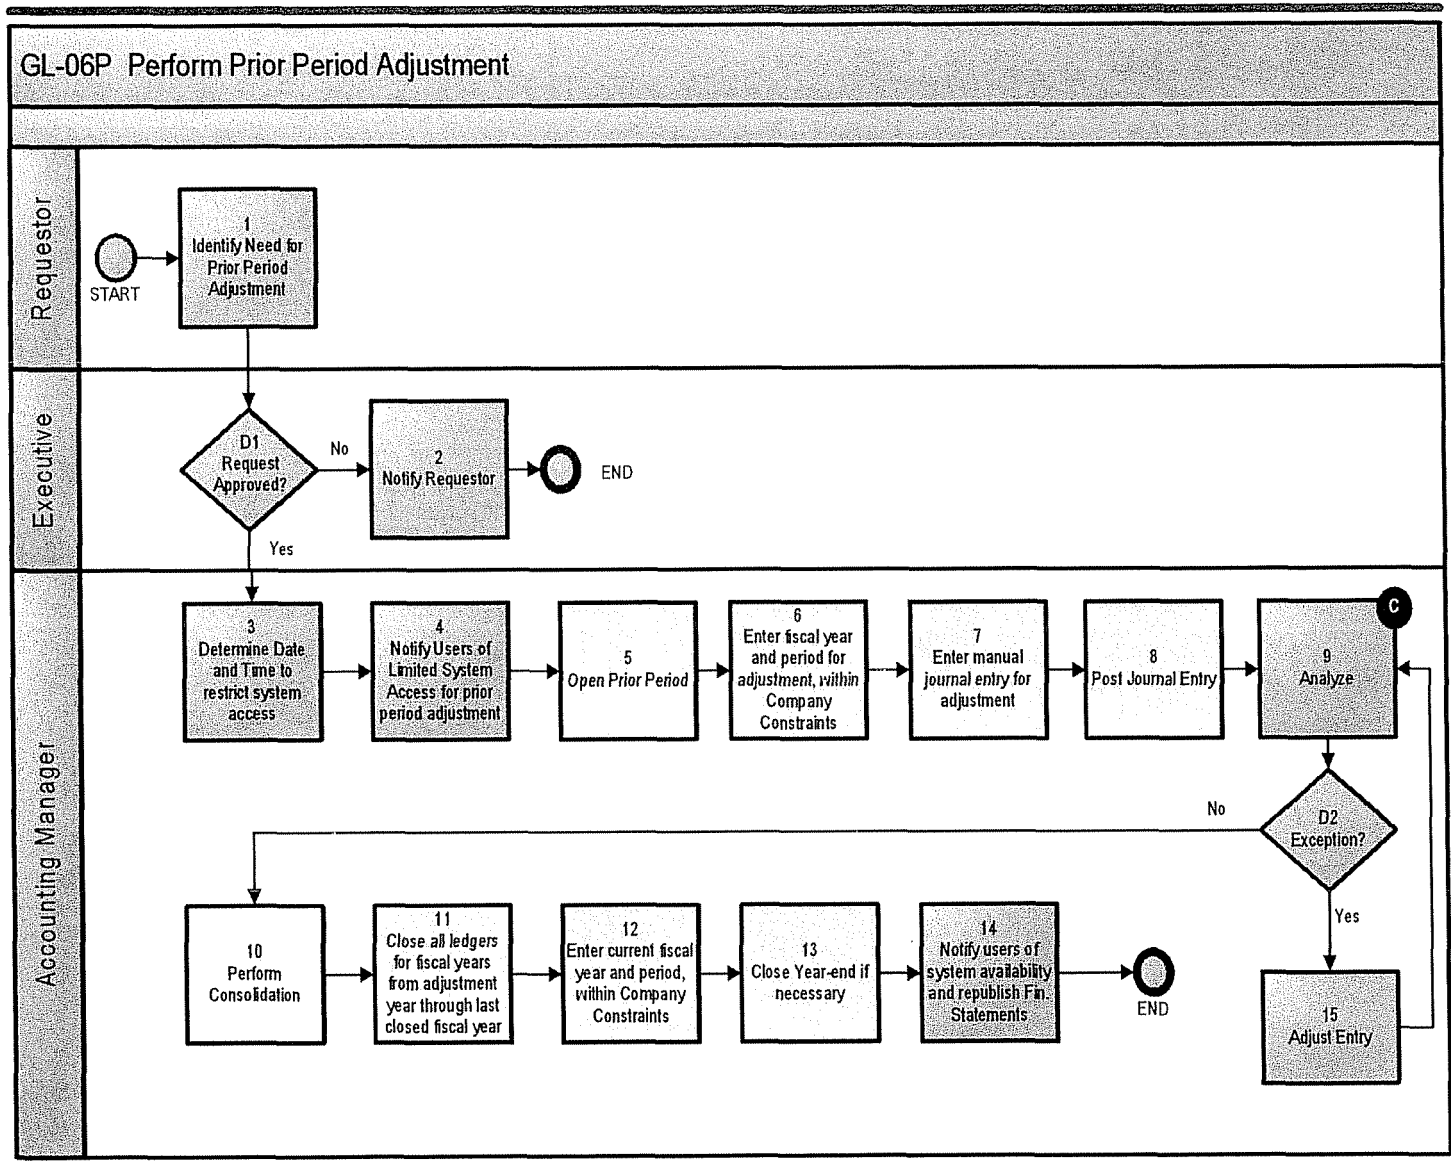 GL-06P Perform Prior Period Adjustment
Requestor
START
1
Identify Need for
Prior Period
Adjustment
Executive
D1
Request
Approved?
No
Yes
2
Notify Requestor
END
Accounting Manager
3
Determine Date
and Time to
restrict system
access
4
Notify Users of
Limited System
Access for prior
period adjustment
5
Open Prior Period
6
Enter fiscal year
and period for
adjustment, within
Company
Constraints
7
Enter manual
journal entry for
adjustment
8
Post Journal Entry
C
9
Analyze
D2
Exception?
No
Yes
10
Perform
Consolidation
11
Close all ledgers
for fiscal years
from adjustment
year through last
closed fiscal year
12
Enter current fiscal
year and period,
within Company
Constraints
13
Close Year-end if
necessary
14
Notify users of
system availability
and republish Fin.
Statements
END
15
Adjust Entry